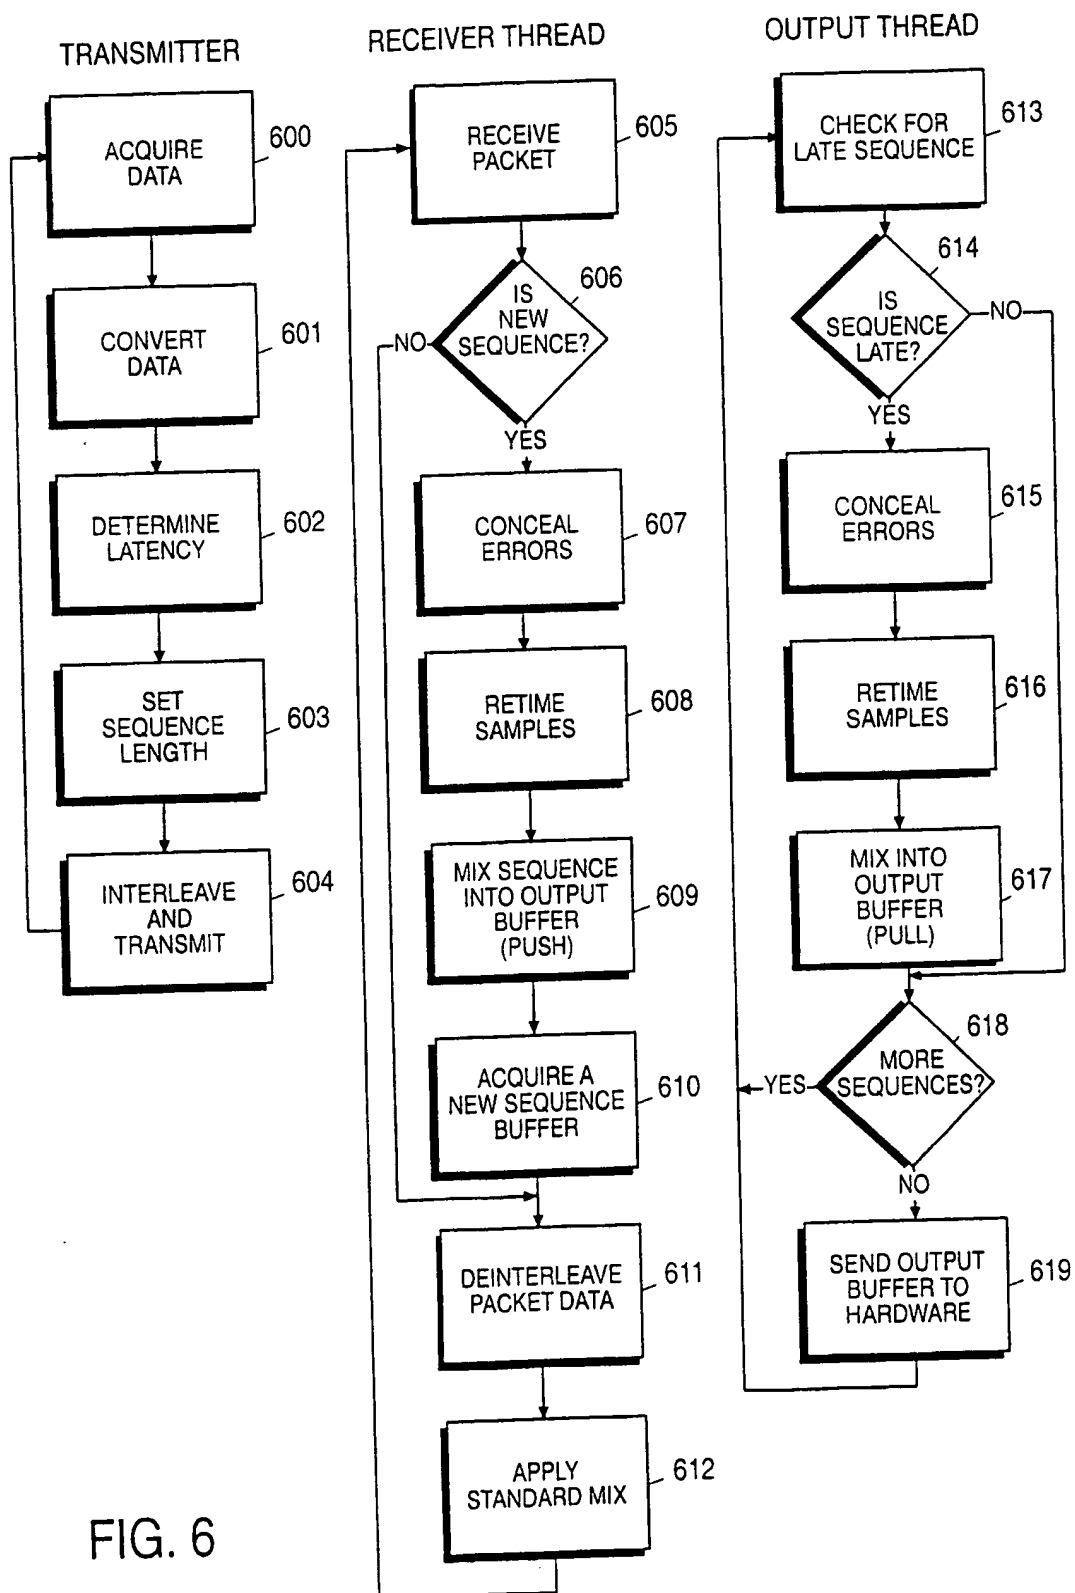 TRANSMITTER
ACQUIRE
DATA
600
CONVERT
DATA
601
DETERMINE
LATENCY
602
SET
SEQUENCE
LENGTH
603
INTERLEAVE
AND
TRANSMIT
604
RECEIVER THREAD
RECEIVE
PACKET
605
IS
NEW
SEQUENCE?
606
NO
YES
CONCEAL
ERRORS
607
RETIME
SAMPLES
608
MIX SEQUENCE
INTO OUTPUT
BUFFER
(PUSH)
609
ACQUIRE A
NEW SEQUENCE
BUFFER
610
DEINTERLEAVE
PACKET DATA
611
APPLY
STANDARD MIX
612
OUTPUT THREAD
CHECK FOR
LATE SEQUENCE
613
IS
SEQUENCE
LATE?
614
NO
YES
CONCEAL
ERRORS
615
RETIME
SAMPLES
616
MIX INTO
OUTPUT
BUFFER
(PULL)
617
MORE
SEQUENCES?
618
YES
NO
SEND OUTPUT
BUFFER TO
HARDWARE
619
FIG. 6